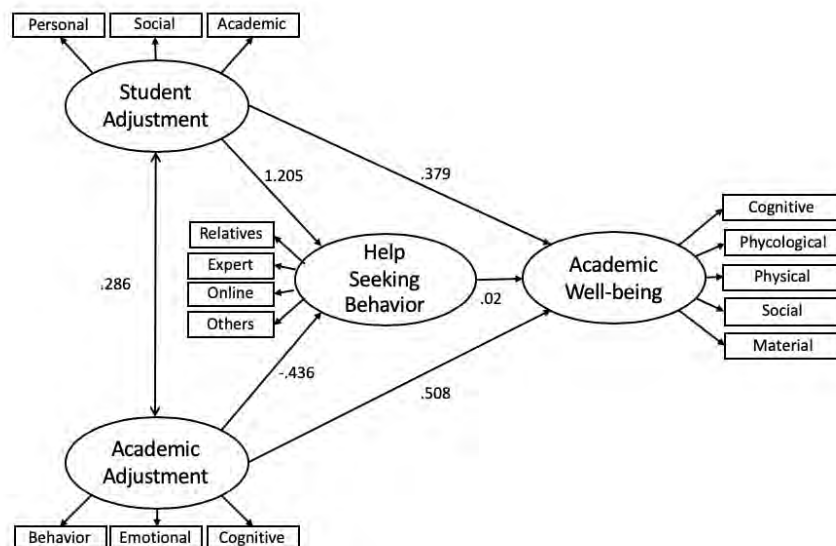 Personal
Social
Academic
Student
Adjustment
1.205
.379
Relatives
Expert
Online
Others
Help
Seeking
Behavior
.02
Academic
Well-being
Cognitive
Phycological
Physical
Social
Material
.286
-.436
.508
Academic
Adjustment
Behavior
Emotional
Cognitive